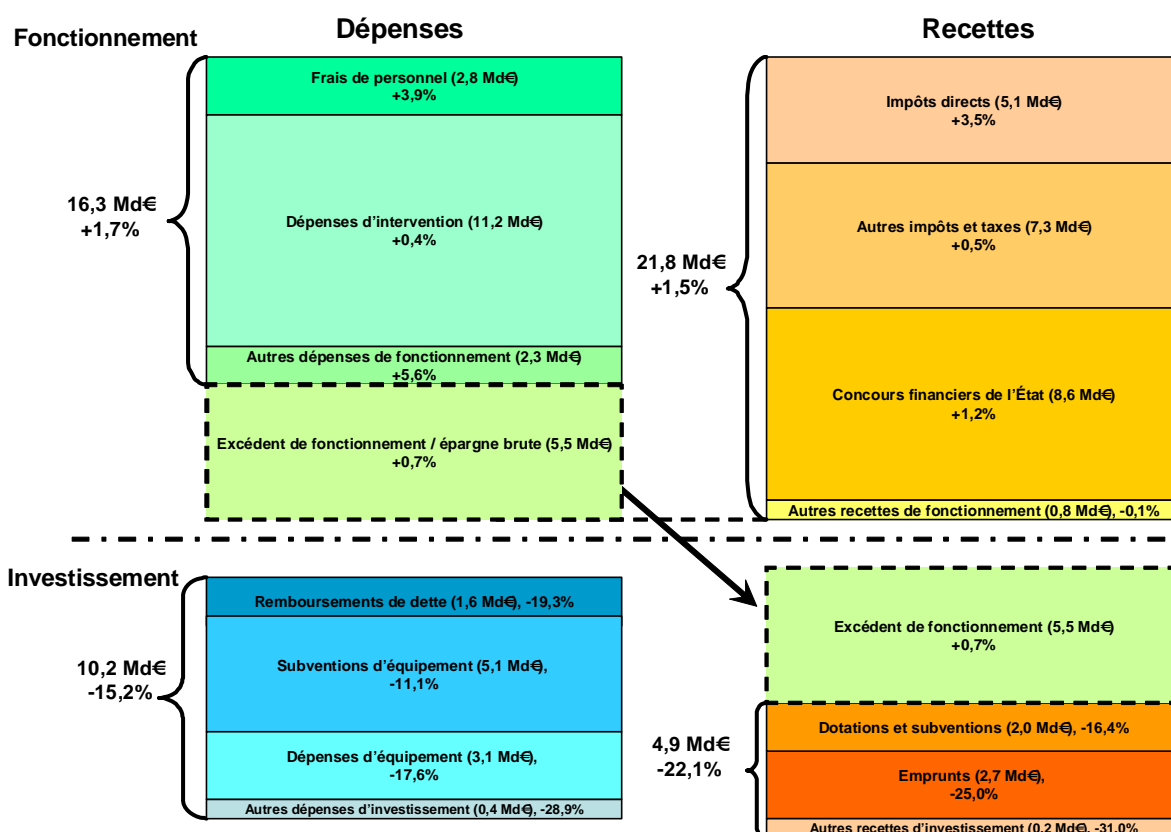 Dépenses
Recettes
Fonctionnement
Frais de personnel (2,8 Md€)
+3,9%
Dépenses d'intervention (11,2 Md€)
+0,4%
16,3 Md€
+1,7%
Autres dépenses de fonctionnement (2,3 Md€)
+5,6%
Excédent de fonctionnement / épargne brute (5,5 Md€)
+0,7%
Impôts directs (5,1 Md€)
+3,5%
Autres impôts et taxes (7,3 Md€)
+0,5%
21,8 Md€
+1,5%
Concours financiers de l'État (8,6 Md€)
+1,2%
Autres recettes de fonctionnement (0,8 Md€), -0,1%
Investissement
Remboursements de dette (1,6 Md€), -19,3%
Subventions d'équipement (5,1 Md€),
-11,1%
10,2 Md€
-15,2%
Dépenses d'équipement (3,1 Md€),
-17,6%
Autres dépenses d'investissement (0,4 Md€), -28,9%
Excédent de fonctionnement (5,5 Md€)
+0,7%
Dotations et subventions (2,0 Md€), -16,4%
4,9 Md€
-22,1%
Emprunts (2,7 Md€),
-25,0%
Autres recettes d'investissement (0,2 Md€), -31,0%